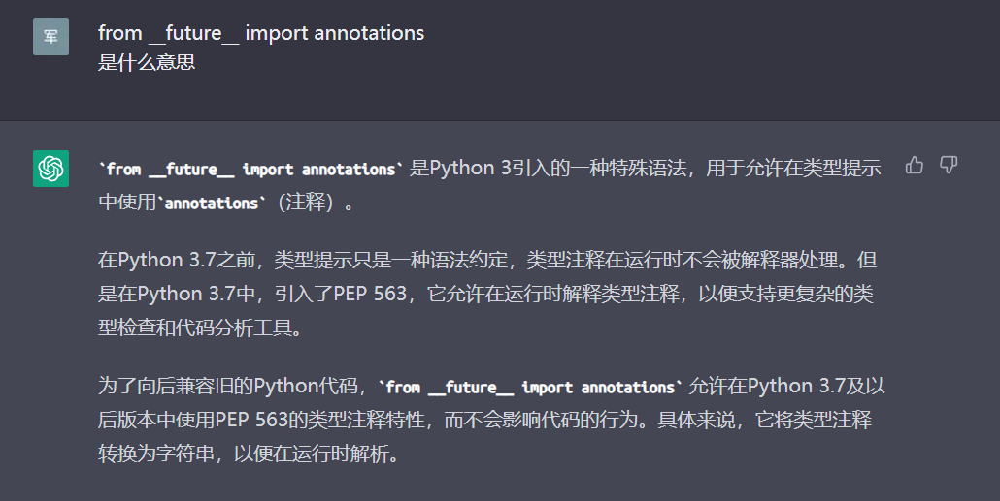 军
from __future__ import annotations
是什么意思
`from __future__ import annotations` 是Python 3引入的一种特殊语法，用于允许在类型提示
中使用`annotations`（注释）。
在Python 3.7之前，类型提示只是一种语法约定，类型注释在运行时不会被解释器处理。但
是在Python 3.7中，引入了PEP 563，它允许在运行时解释类型注释，以便支持更复杂的类
型检查和代码分析工具。
为了向后兼容旧的Python代码，`from __future__ import annotations` 允许在Python 3.7及以
后版本中使用PEP 563的类型注释特性，而不会影响代码的行为。具体来说，它将类型注释
转换为字符串，以便在运行时解析。